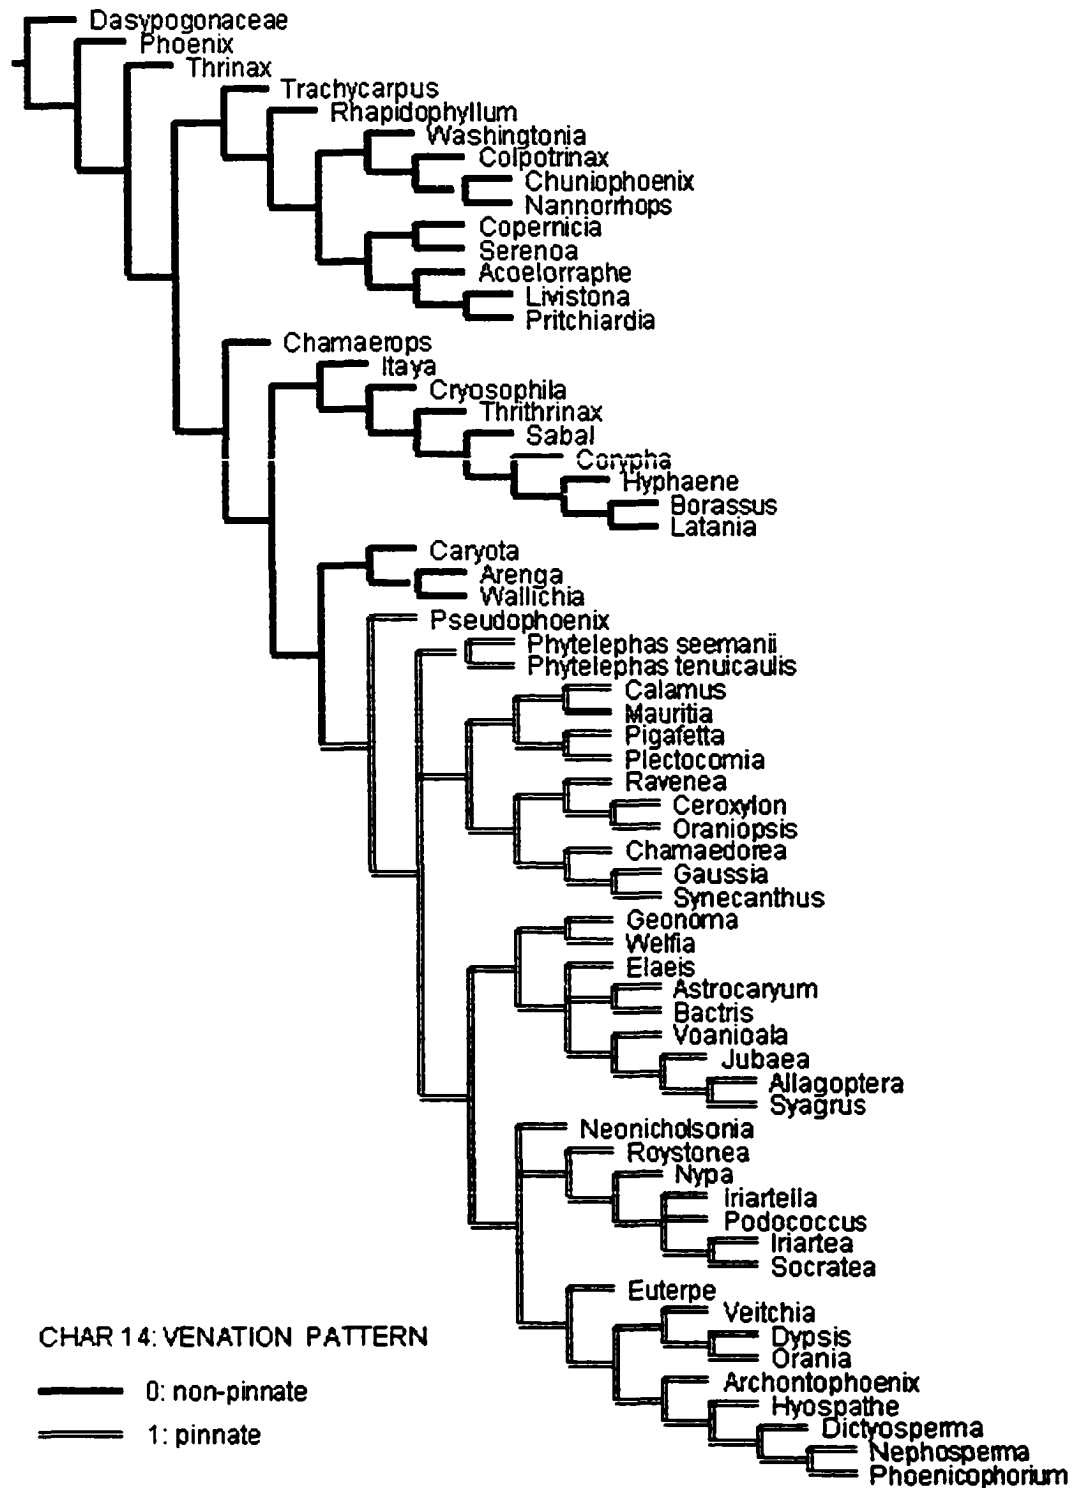 Dasypogonaceae
Phoenix
Thrinax
Trachycarpus
Rhapidophyllum
Washingtonia
Colpotrinax
Chuniophoenix
Nannorrhops
Copernicia
Serenoa
Acoelorraphe
Livistona
Pritchiardia
Chamaerops
Itaya
Cryosophila
Thrithrinax
Sabal
Corypha
Hyphaene
Borassus
Latania
Caryota
Arenga
Wallichia
Pseudophoenix
Phytelephas seemanii
Phytelephas tenuicaulis
Calamus
Mauritia
Pigafetta
Plectocomia
Ravenea
Ceroxylon
Oraniopsis
Chamaedorea
Gaussia
Synecanthus
Geonoma
Welfia
Elaeis
Astrocaryum
Bactris
Voanioala
Jubaea
Allagoptera
Syagrus
Neonicholsonia
Roystonea
Nypa
Iriartella
Podococcus
Iriartea
Socratea
Euterpe
Veitchia
Dypsis
Orania
Archontophoenix
Hyospathe
Dictyosperma
Nephosperma
Phoenicophorium
CHAR 14: VENATION PATTERN
0: non-pinnate
1: pinnate